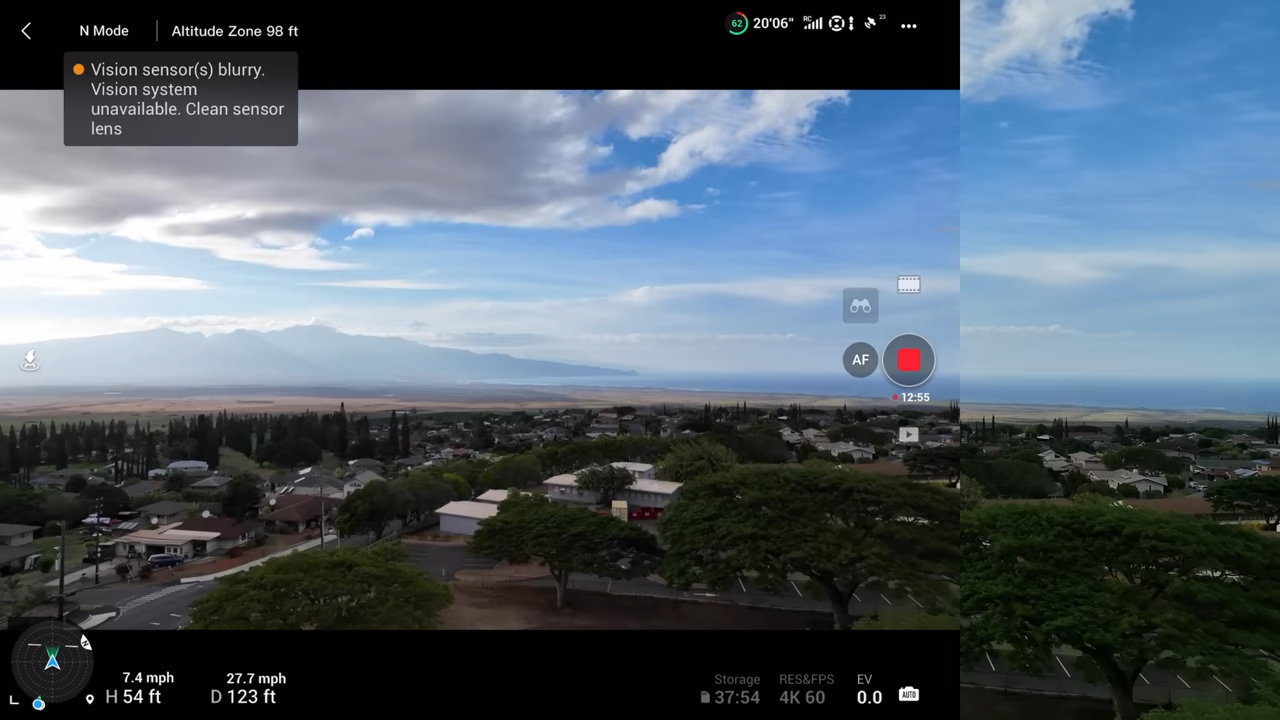 N Mode
Altitude Zone 98 ft
62
20'06"
RC
23
Vision sensor(s) blurry.
Vision system
unavailable. Clean sensor
lens
AF
12:55
N
7.4 mph
27.7 mph
H 54 ft
D 123 ft
L
Storage
37:54
RES&FPS
4K 60
EV
0.0
AUTO